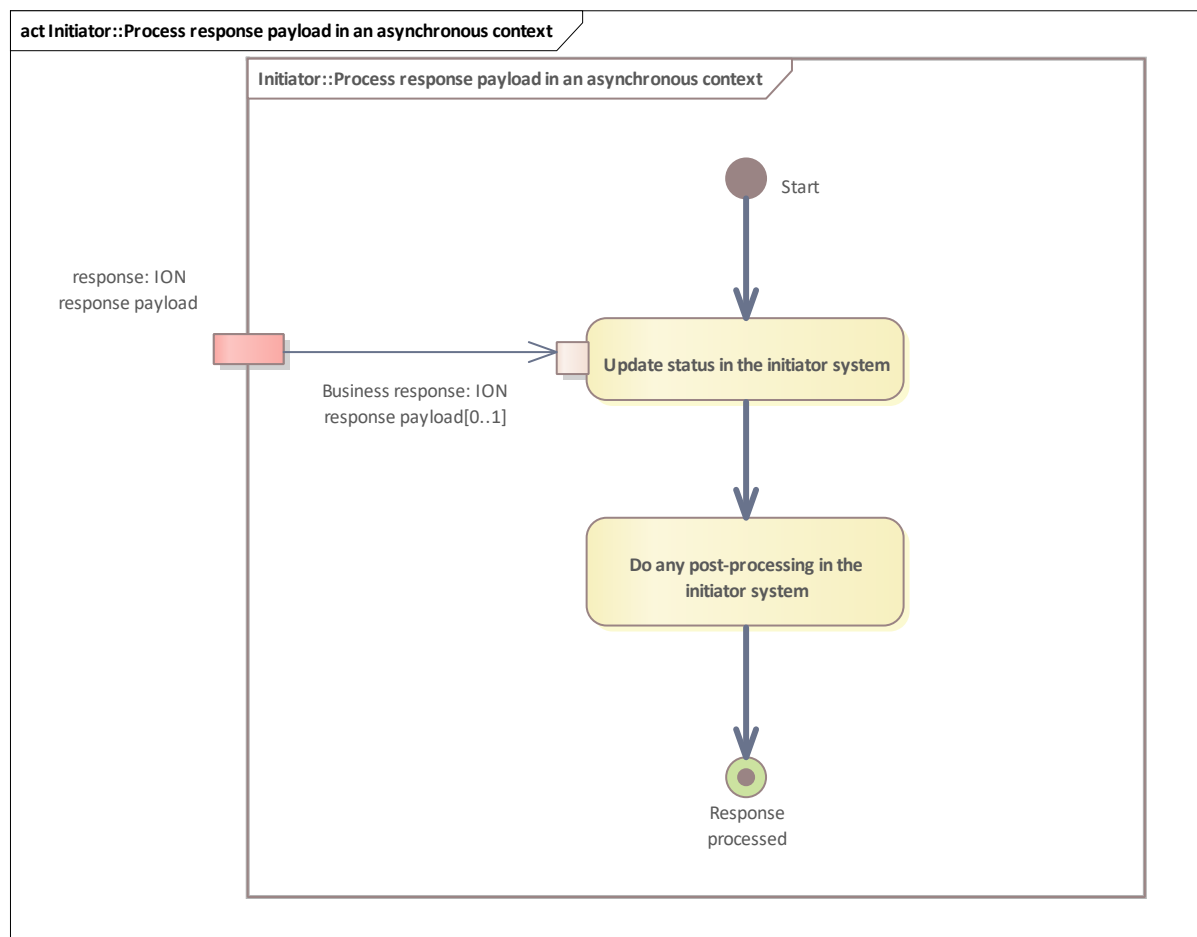 act Initiator::Process response payload in an asynchronous context
Initiator::Process response payload in an asynchronous context
Start
response: ION
response payload
Update status in the initiator system
Business response: ION
response payload[0..1]
Do any post-processing in the
initiator system
Response
processed